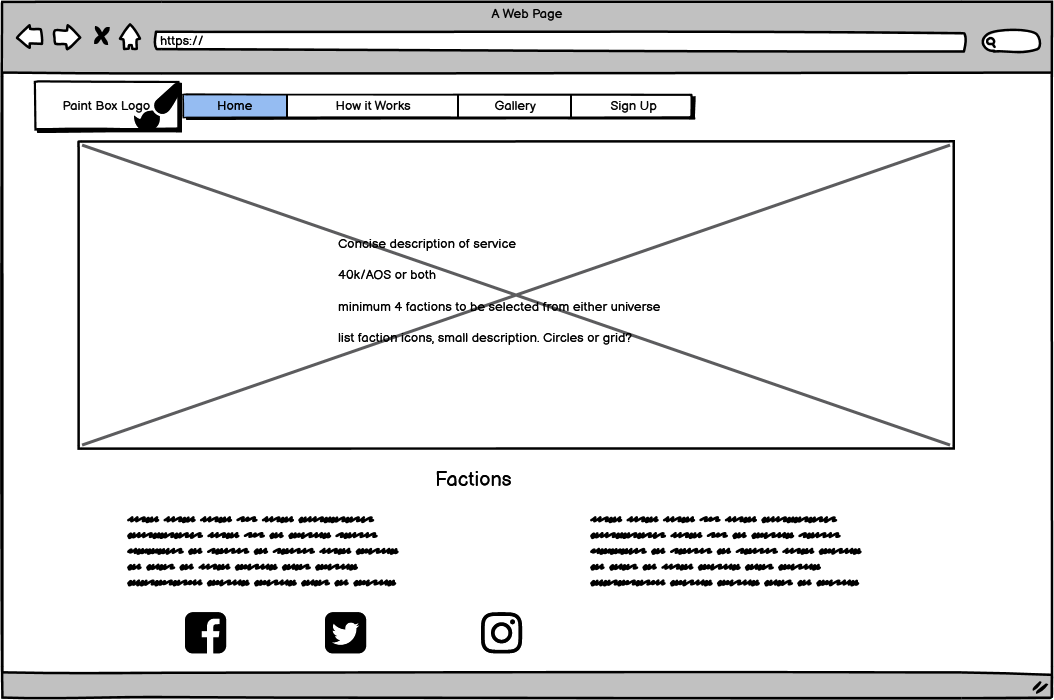 A Web Page
https://
Paint Box Logo
Home
How it Works
Gallery
Sign Up
Concise description of service
40k/AOS or both
minimum 4 factions to be selected from either universe
list faction icons, small description. Circles or grid?
Factions